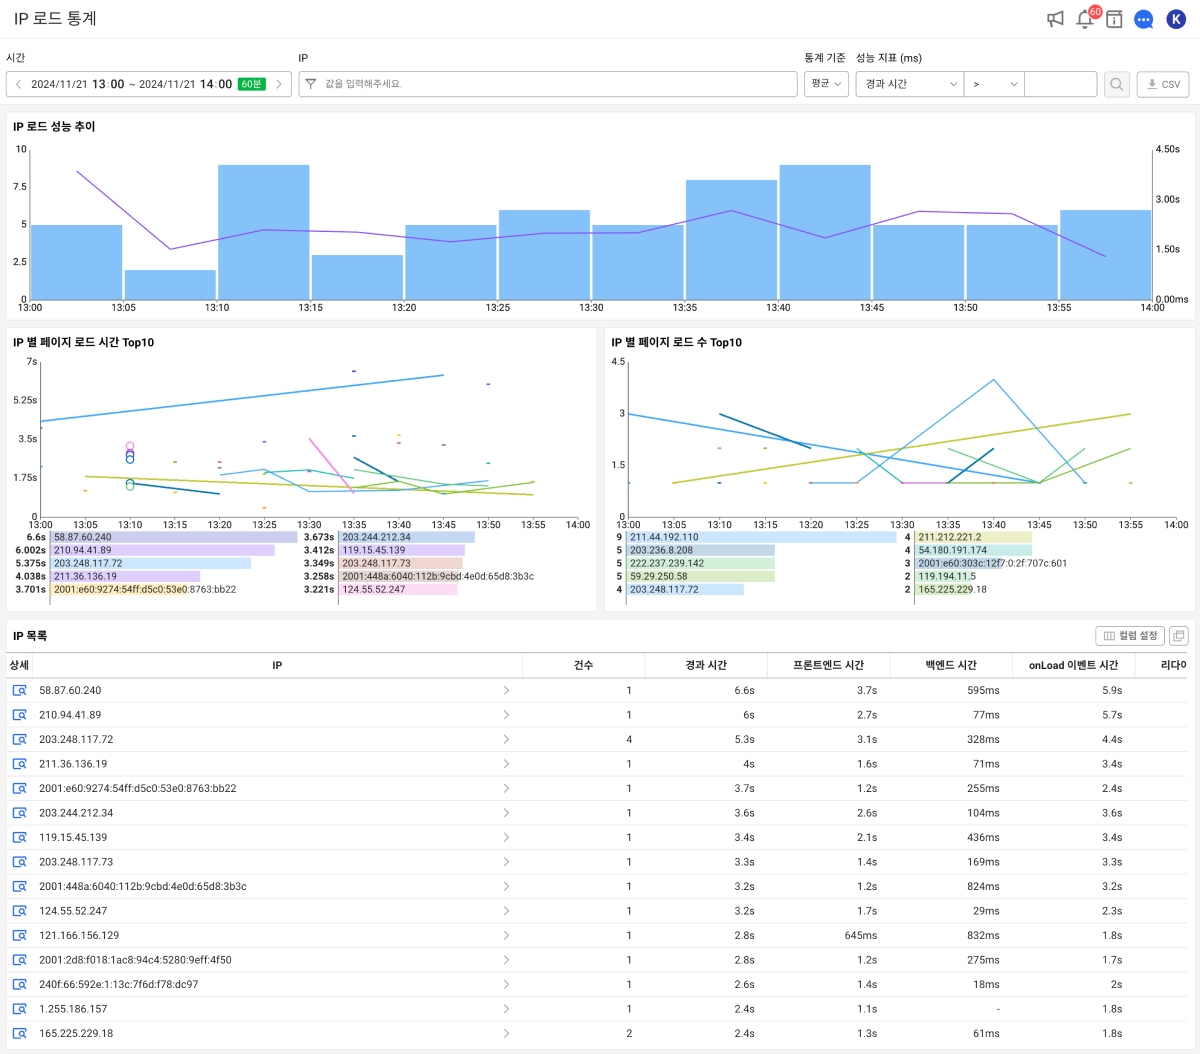 IP 로드 통계
60
K
시간
IP
통계 기준
성능 지표 (ms)
2024/11/21 13:00 ~ 2024/11/21 14:00 60분
값을 입력해주세요.
평균
경과 시간
>
CSV
IP 로드 성능 추이
10
7.5
5
2.5
0
4.50s
3.00s
1.50s
0.00ms
13:00 13:05 13:10 13:15 13:20 13:25 13:30 13:35 13:40 13:45 13:50 13:55 14:00
IP 별 페이지 로드 시간 Top10
7s
5.25s
3.5s
1.75s
0
13:00 13:05 13:10 13:15 13:20 13:25 13:30 13:35 13:40 13:45 13:50 13:55 14:00
6.6s 58.87.60.240
6.002s 210.94.41.89
5.375s 203.248.117.72
4.038s 211.36.136.19
3.701s 2001:e60:9274:54ff:d5c0:53e0:8763:bb22
3.673s 203.244.212.34
3.412s 119.15.45.139
3.349s 203.248.117.73
3.258s 2001:448a:6040:112b:9cbd:4e0d:65d8:3b3c
3.221s 124.55.52.247
IP 별 페이지 로드 수 Top10
4.5
3
1.5
0
13:00 13:05 13:10 13:15 13:20 13:25 13:30 13:35 13:40 13:45 13:50 13:55 14:00
9 211.44.192.110
5 203.236.8.208
5 222.237.239.142
5 59.29.250.58
4 203.248.117.72
4 211.212.221.2
4 54.180.191.174
3 2001:e60:303c:12f7:0:2f:707c:601
2 119.194.11.5
2 165.225.229.18
IP 목록
컬럼 설정
상세 IP 건수 경과 시간 프론트엔드 시간 백엔드 시간 onLoad 이벤트 시간 리다이
58.87.60.240 1 6.6s 3.7s 595ms 5.9s
210.94.41.89 1 6s 2.7s 77ms 5.7s
203.248.117.72 4 5.3s 3.1s 328ms 4.4s
211.36.136.19 1 4s 1.6s 71ms 3.4s
2001:e60:9274:54ff:d5c0:53e0:8763:bb22 1 3.7s 1.2s 255ms 2.4s
203.244.212.34 1 3.6s 2.6s 104ms 3.6s
119.15.45.139 1 3.4s 2.1s 436ms 3.4s
203.248.117.73 1 3.3s 1.4s 169ms 3.3s
2001:448a:6040:112b:9cbd:4e0d:65d8:3b3c 1 3.2s 1.2s 824ms 3.2s
124.55.52.247 1 3.2s 1.7s 29ms 2.3s
121.166.156.129 1 2.8s 645ms 832ms 1.8s
2001:2d8:f018:1ac8:94c4:5280:9eff:4f50 1 2.8s 1.2s 275ms 1.7s
240f:66:592e:1:13c:7f6d:f78:dc97 1 2.6s 1.4s 18ms 2s
1.255.186.157 1 2.4s 1.1s - 1.8s
165.225.229.18 2 2.4s 1.3s 61ms 1.8s